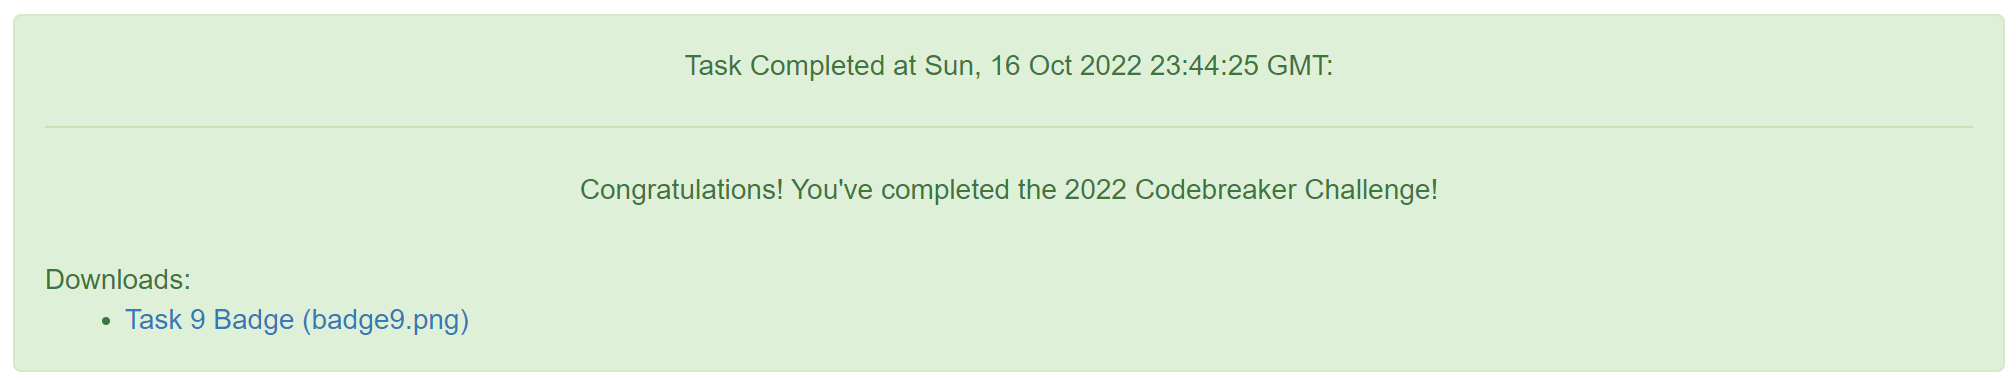 Task Completed at Sun, 16 Oct 2022 23:44:25 GMT:
Congratulations! You've completed the 2022 Codebreaker Challenge!
Downloads:
• Task 9 Badge (badge9.png)